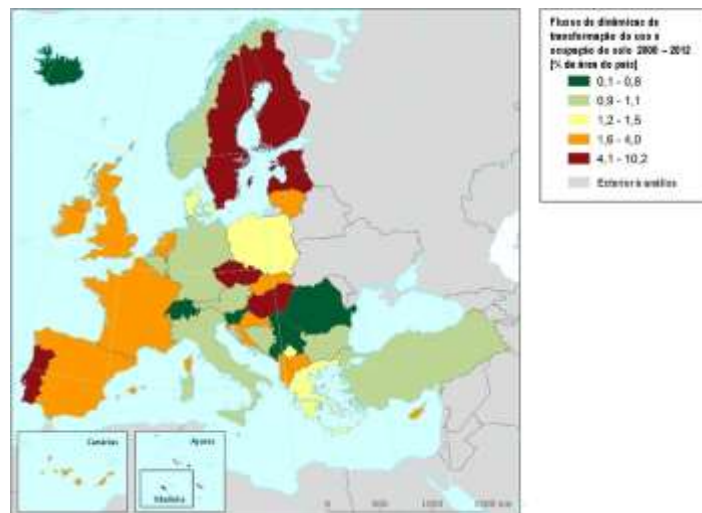 Fluxos de dinâmicas de
transformação do uso e
ocupação do solo 2000 – 2012
(% da área do país)
0,1 - 0,8
0,9 - 1,1
1,2 - 1,5
1,6 - 4,0
4,1 - 10,2
Exterior à análise
Canárias
Açores
Madeira
0 500 1000 1500 km